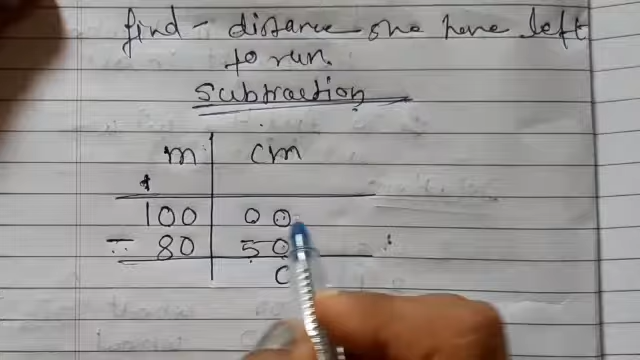 find - distance she have left
to run.
subtraction
m cm
100 00
- 80 50
0